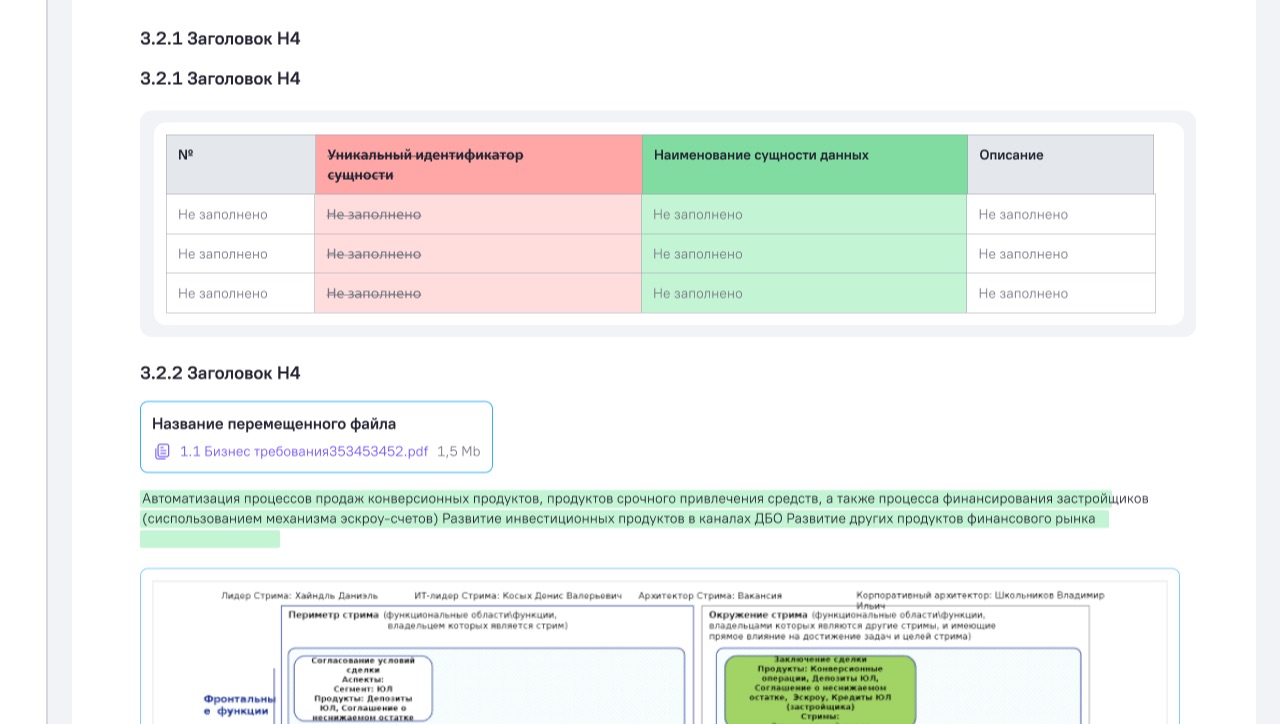 3.2.1 Заголовок H4
3.2.1 Заголовок H4
№ Уникальный идентификатор Наименование сущности данных Описание
сущности
Не заполнено Не заполнено Не заполнено Не заполнено
Не заполнено Не заполнено Не заполнено Не заполнено
Не заполнено Не заполнено Не заполнено Не заполнено
3.2.2 Заголовок H4
Название перемещенного файла
1.1 Бизнес требования353453452.pdf 1,5 Mb
Автоматизация процессов продаж конверсионных продуктов, продуктов срочного привлечения средств, а также процесса финансирования застройщиков
(сиспользованием механизма эскроу-счетов) Развитие инвестиционных продуктов в каналах ДБО Развитие других продуктов финансового рынка
Лидер Стрима: Хайндль Даниэль ИТ-лидер Стрима: Косых Денис Валерьевич Архитектор Стрима: Вакансия Корпоративный архитектор: Школьников Владимир
Ильич
Периметр стрима (функциональные области\функции,
владельцем которых является стрим)
Окружение стрима (функциональные области\функции,
владельцами которых являются другие стримы, и имеющие
прямое влияние на достижение задач и целей стрима)
Фронтальны
е функции
Согласование условий
сделки
Аспекты:
Сегмент: ЮЛ
Продукты: Депозиты
ЮЛ, Соглашение о
неснижаемом остатке
Заключение сделки
Продукты: Конверсионные
операции, Депозиты ЮЛ,
Соглашение о неснижаемом
остатке, Эскроу, Кредиты ЮЛ
(застройщика)
Стримы: